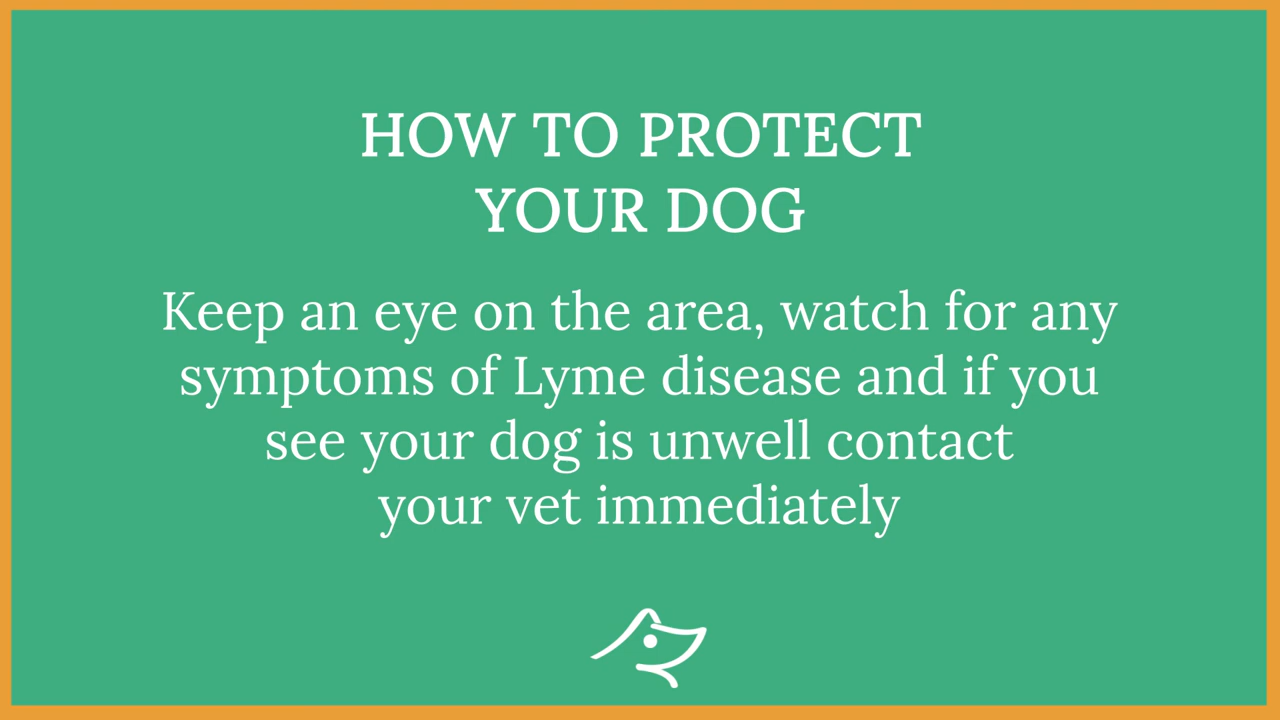 HOW TO PROTECT
YOUR DOG
Keep an eye on the area, watch for any
symptoms of Lyme disease and if you
see your dog is unwell contact
your vet immediately